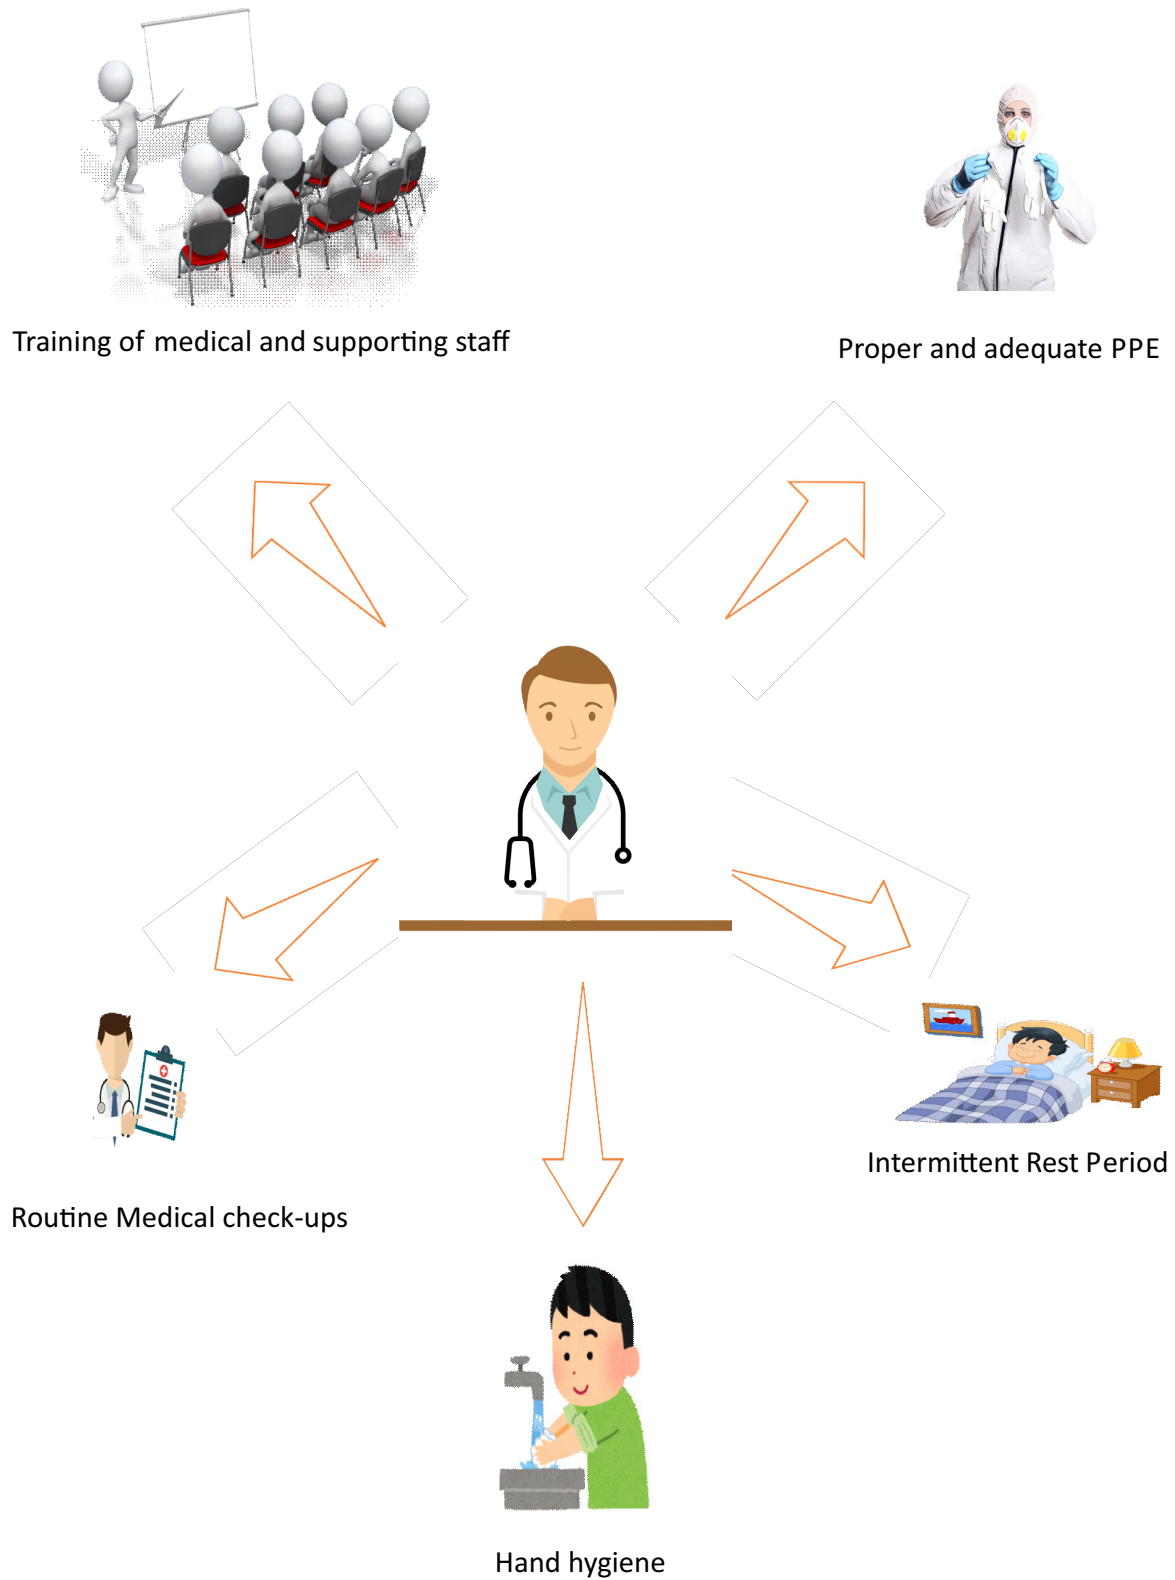 Training of medical and supporting staff
Proper and adequate PPE
Intermittent Rest Period
Routine Medical check-ups
Hand hygiene